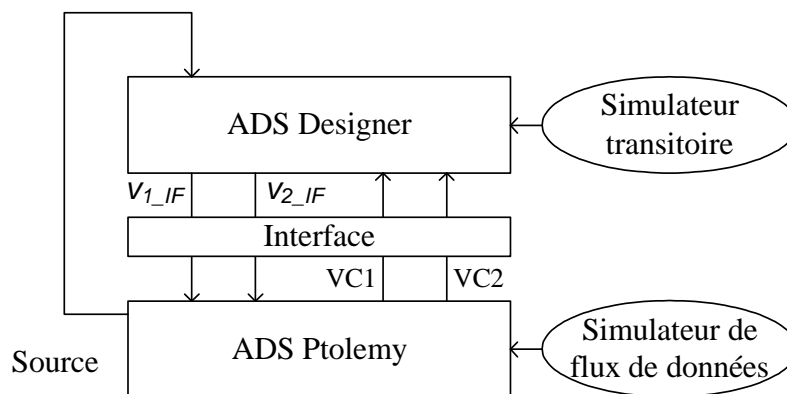 ADS Designer
Simulateur
transitoire
v1_IF
v2_IF
Interface
VC1
VC2
Source
ADS Ptolemy
Simulateur de
flux de données